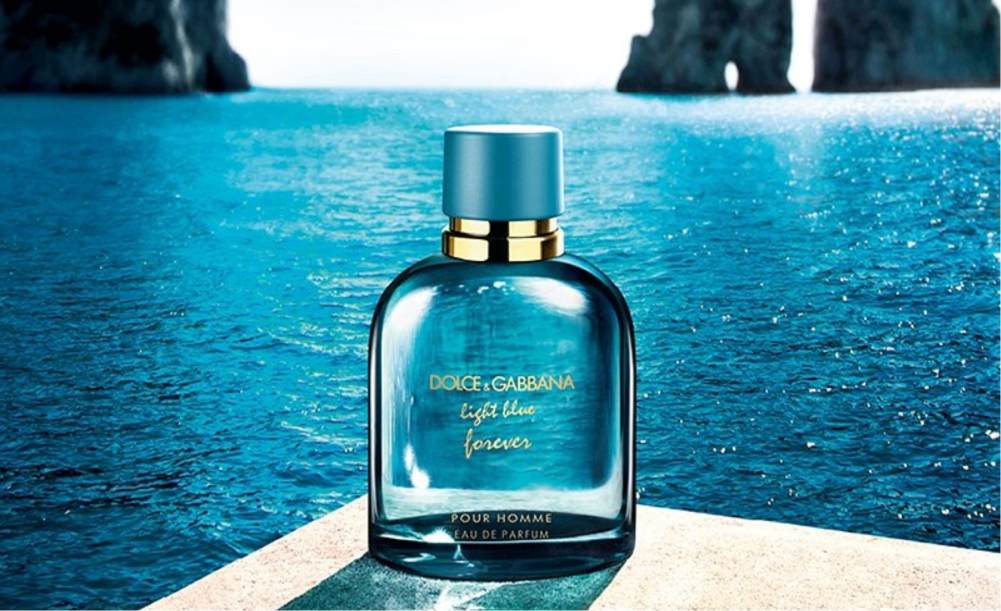 DOLCE & GABBANA
light blue
forever
POUR HOMME
EAU DE PARFUM